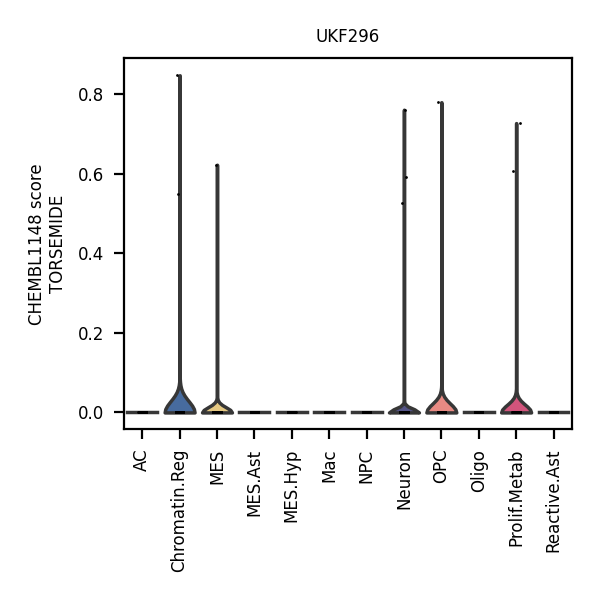 UKF296
CHEMBL1148 score
TORSEMIDE
0.8
0.6
0.4
0.2
0.0
AC
Chromatin.Reg
MES
MES.Ast
MES.Hyp
Mac
NPC
Neuron
OPC
Oligo
Prolif.Metab
Reactive.Ast